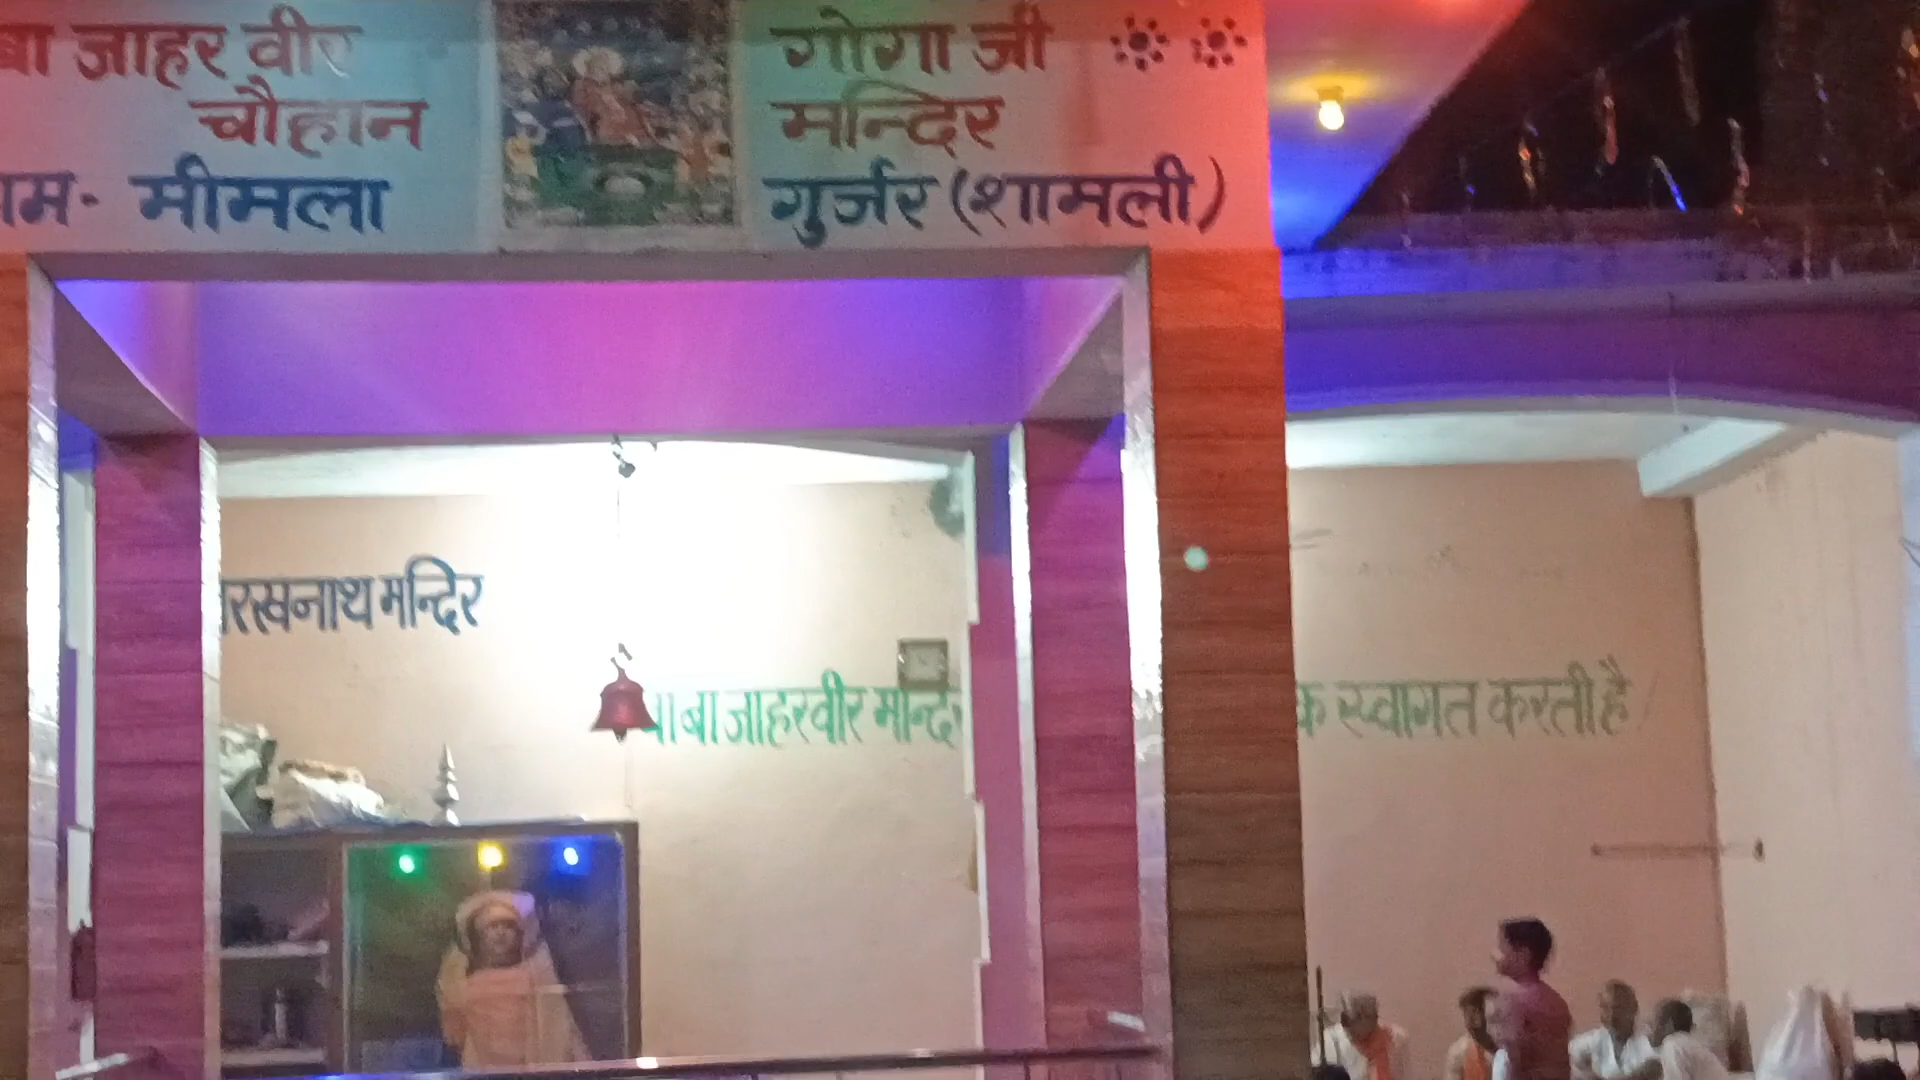 बा जाहर वीर गोगा जी
चौहान मन्दिर
मीमला गुर्जर (शामली)
रखनाथ मन्दिर
बाबा जाहरवीर मन्दिर क स्वागत करती है